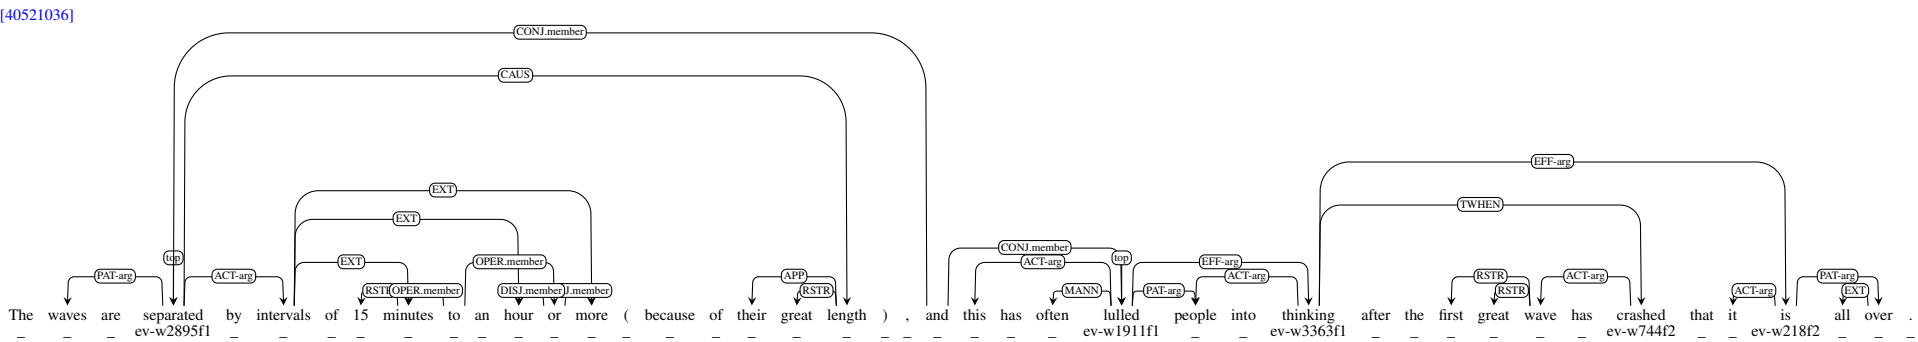 [40521036]
CONJ.member
CAUS
EFF-arg
EXT
TWHEN
EXT
CONJ.member
top top
EXT OPER.member ACT-arg EFF-arg
PAT-arg ACT-arg APP ACT-arg RSTR ACT-arg PAT-arg
OPER.member DISJ.member RSTR MANN PAT-arg RSTR ACT-arg EXT
The waves are separated by intervals of 15 minutes to an hour or more ( because of their great length ) , and this has often lulled people into thinking after the first great wave has crashed that it is all over .
ev-w2895f1 ev-w1911f1 ev-w3363f1 ev-w744f2 ev-w218f2